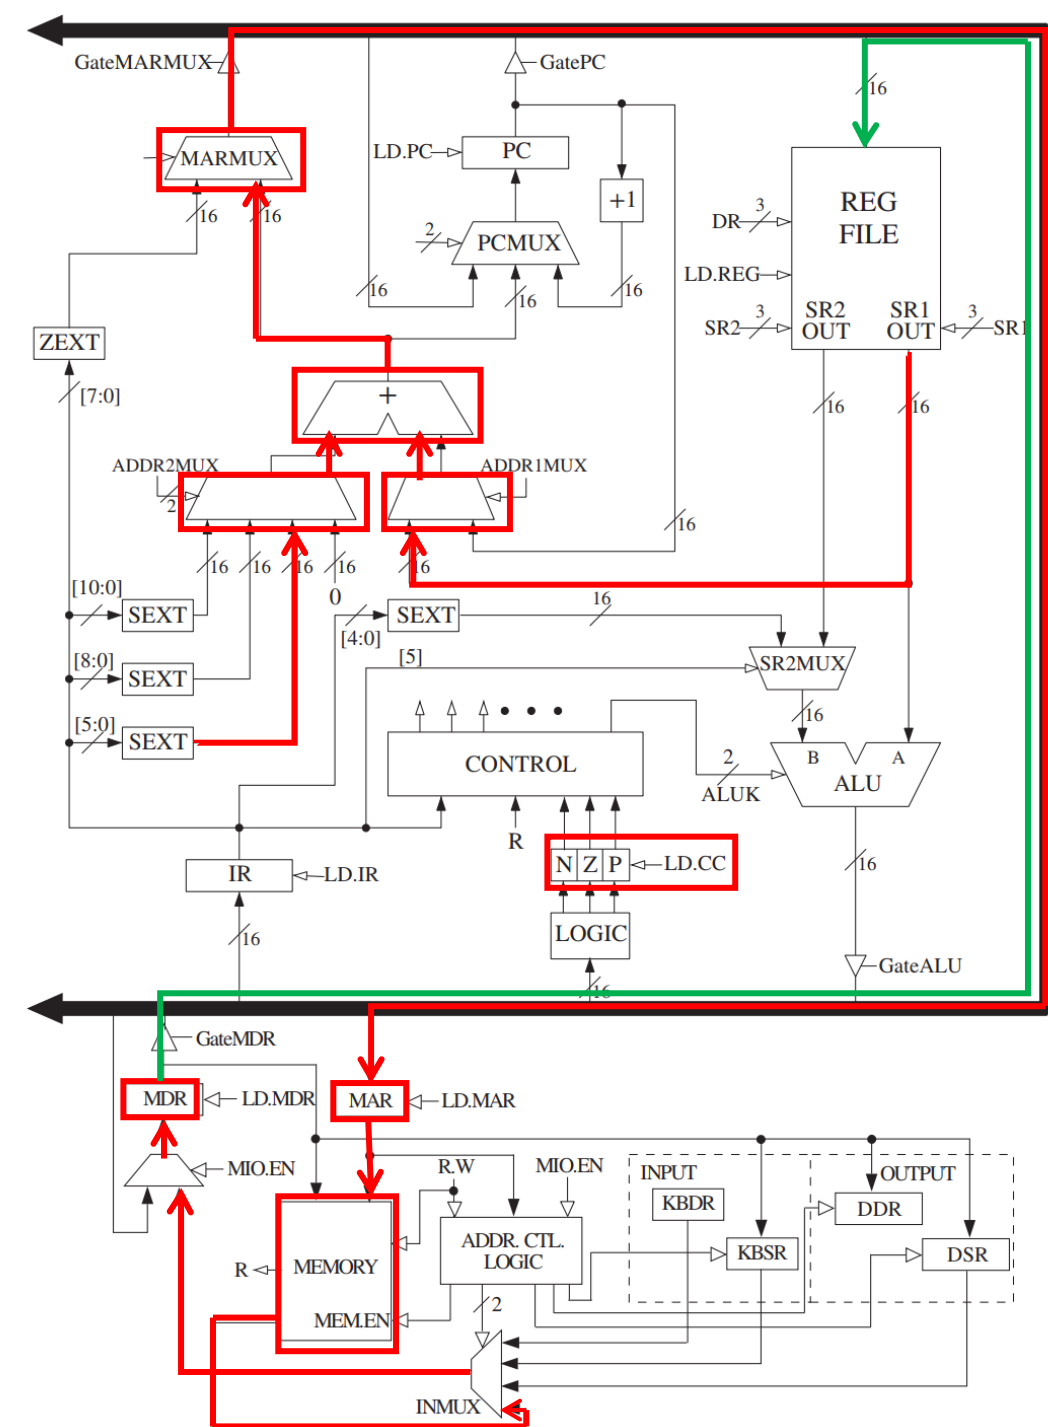 GateMARMUX
GatePC
16
MARMUX
LD.PC
PC
16
16
+1
REG
FILE
DR
3
2
PCMUX
LD.REG
16
16
16
SR2
3
SR2
OUT
SR1
OUT
3
SR1
ZEXT
[7:0]
+
16
16
ADDR2MUX
2
ADDR1MUX
16
16
16
16
16
16
[10:0]
SEXT
0
[4:0]
SEXT
16
[8:0]
SEXT
[5]
SR2MUX
[5:0]
SEXT
16
CONTROL
2
ALUK
B
A
ALU
R
IR
LD.IR
N
Z
P
LD.CC
16
16
LOGIC
16
GateALU
GateMDR
MDR
LD.MDR
MAR
LD.MAR
MIO.EN
R.W
MIO.EN
INPUT
OUTPUT
KBDR
DDR
R
MEMORY
ADDR. CTL.
LOGIC
KBSR
DSR
MEM.EN
2
INMUX